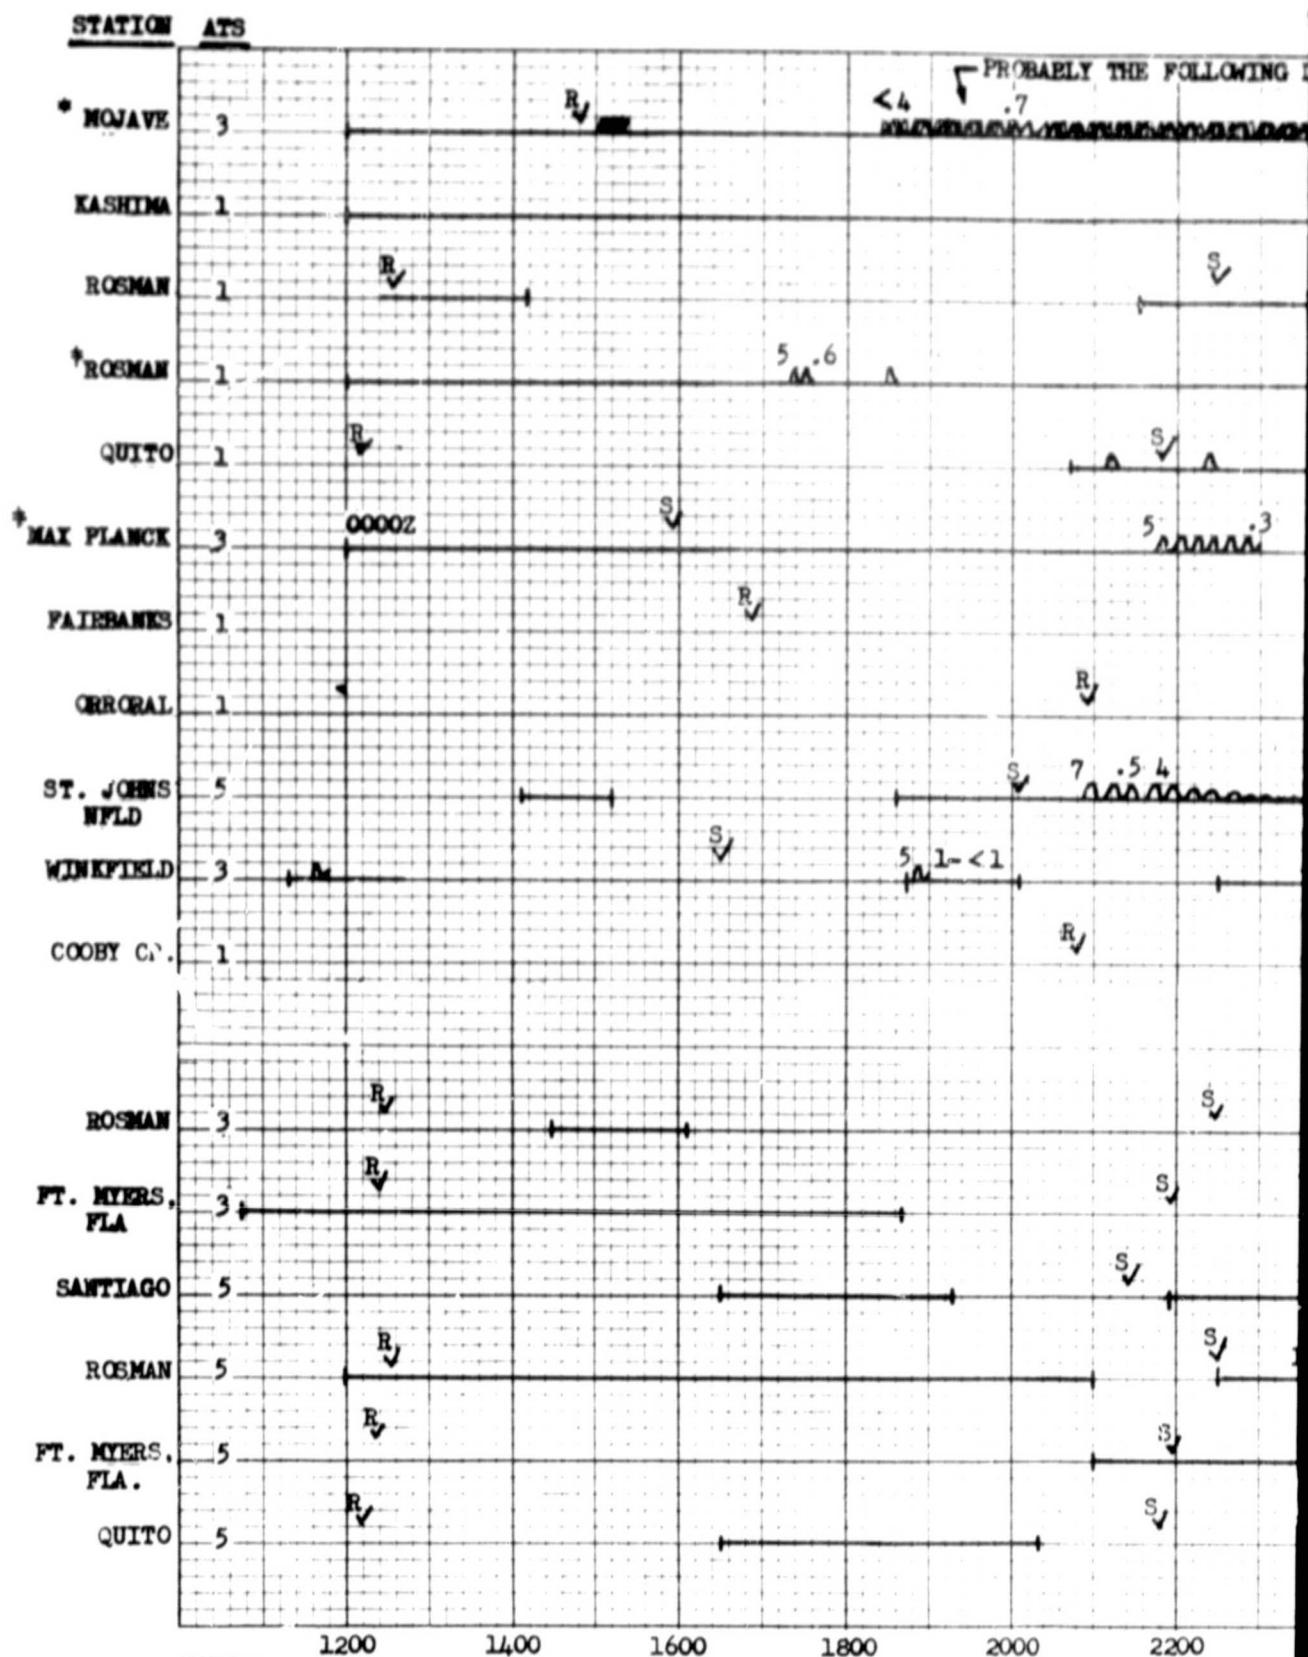 STATION ATS
PROBABLY THE FOLLOWING
* MOJAVE 3 R <4 .7
KASHIMA 1
ROSMAN 1 R S
*ROSMAN 1 5 .6
QUITO 1 R S
*MAX PLANCK 3 0000Z S 5 .3
FAIRBANKS 1 R
ORRORAL 1 R
ST. JOHNS 5 S 7 .5 4
NFLD
WINKFIELD 3 S 5 1-<1
COOBY 1 R
ROSMAN 3 R S
FT. MYERS, 3 R S
FLA
SANTIAGO 5 S
ROSMAN 5 R S
FT. MYERS, 5 R S
FLA.
QUITO 5 R S
1200 1400 1600 1800 2000 2200